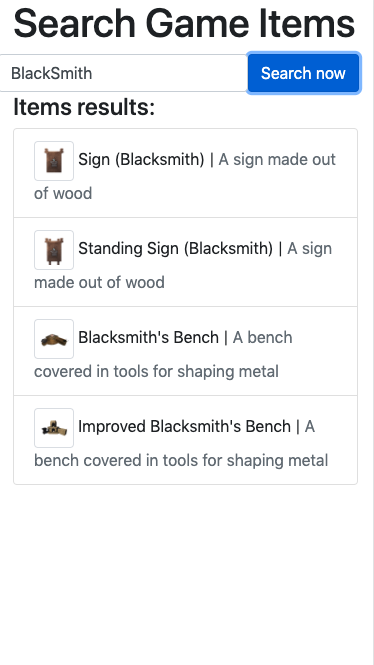 Search Game Items
BlackSmith
Search now
Items results:
Sign (Blacksmith) | A sign made out
of wood
Standing Sign (Blacksmith) | A sign
made out of wood
Blacksmith's Bench | A bench
covered in tools for shaping metal
Improved Blacksmith's Bench | A
bench covered in tools for shaping metal